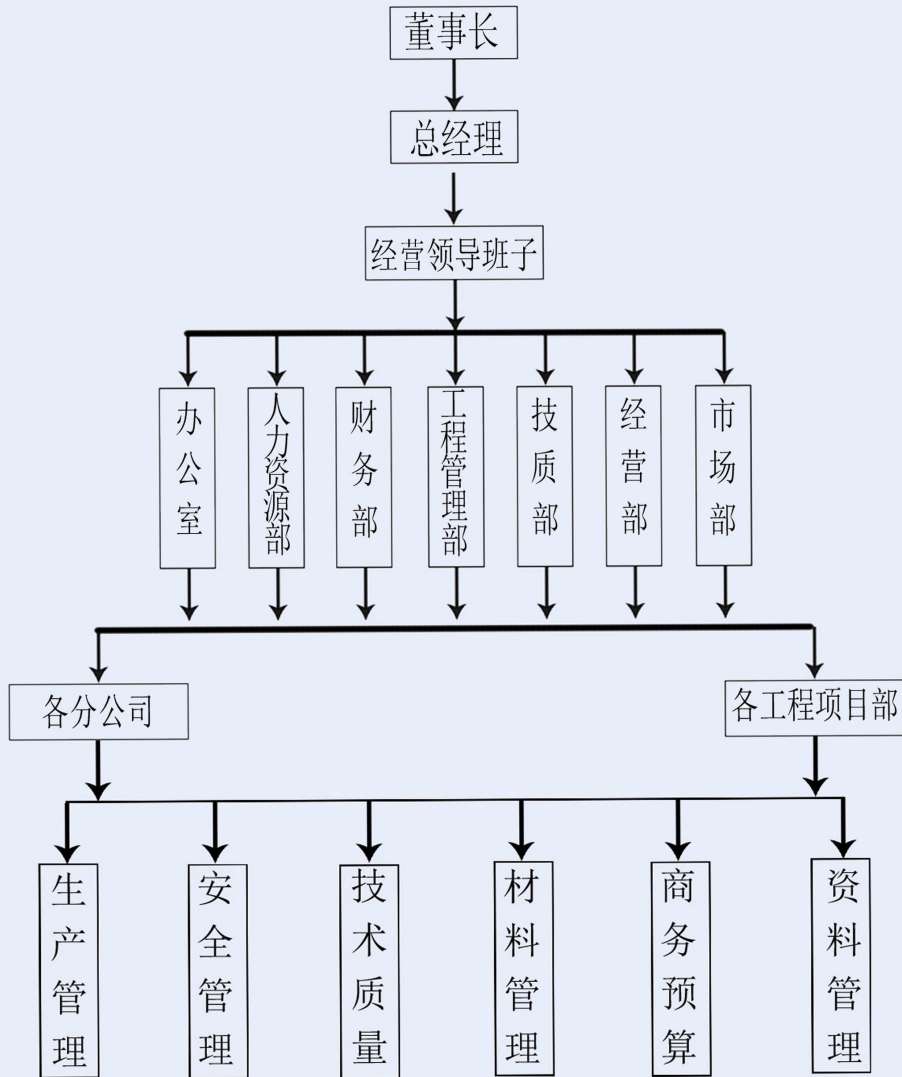 董事长
总经理
经营领导班子
办公室
人力资源部
财务部
工程管理部
技质部
经营部
市场部
各分公司
各工程项目部
生产管理
安全管理
技术质量
材料管理
商务预算
资料管理